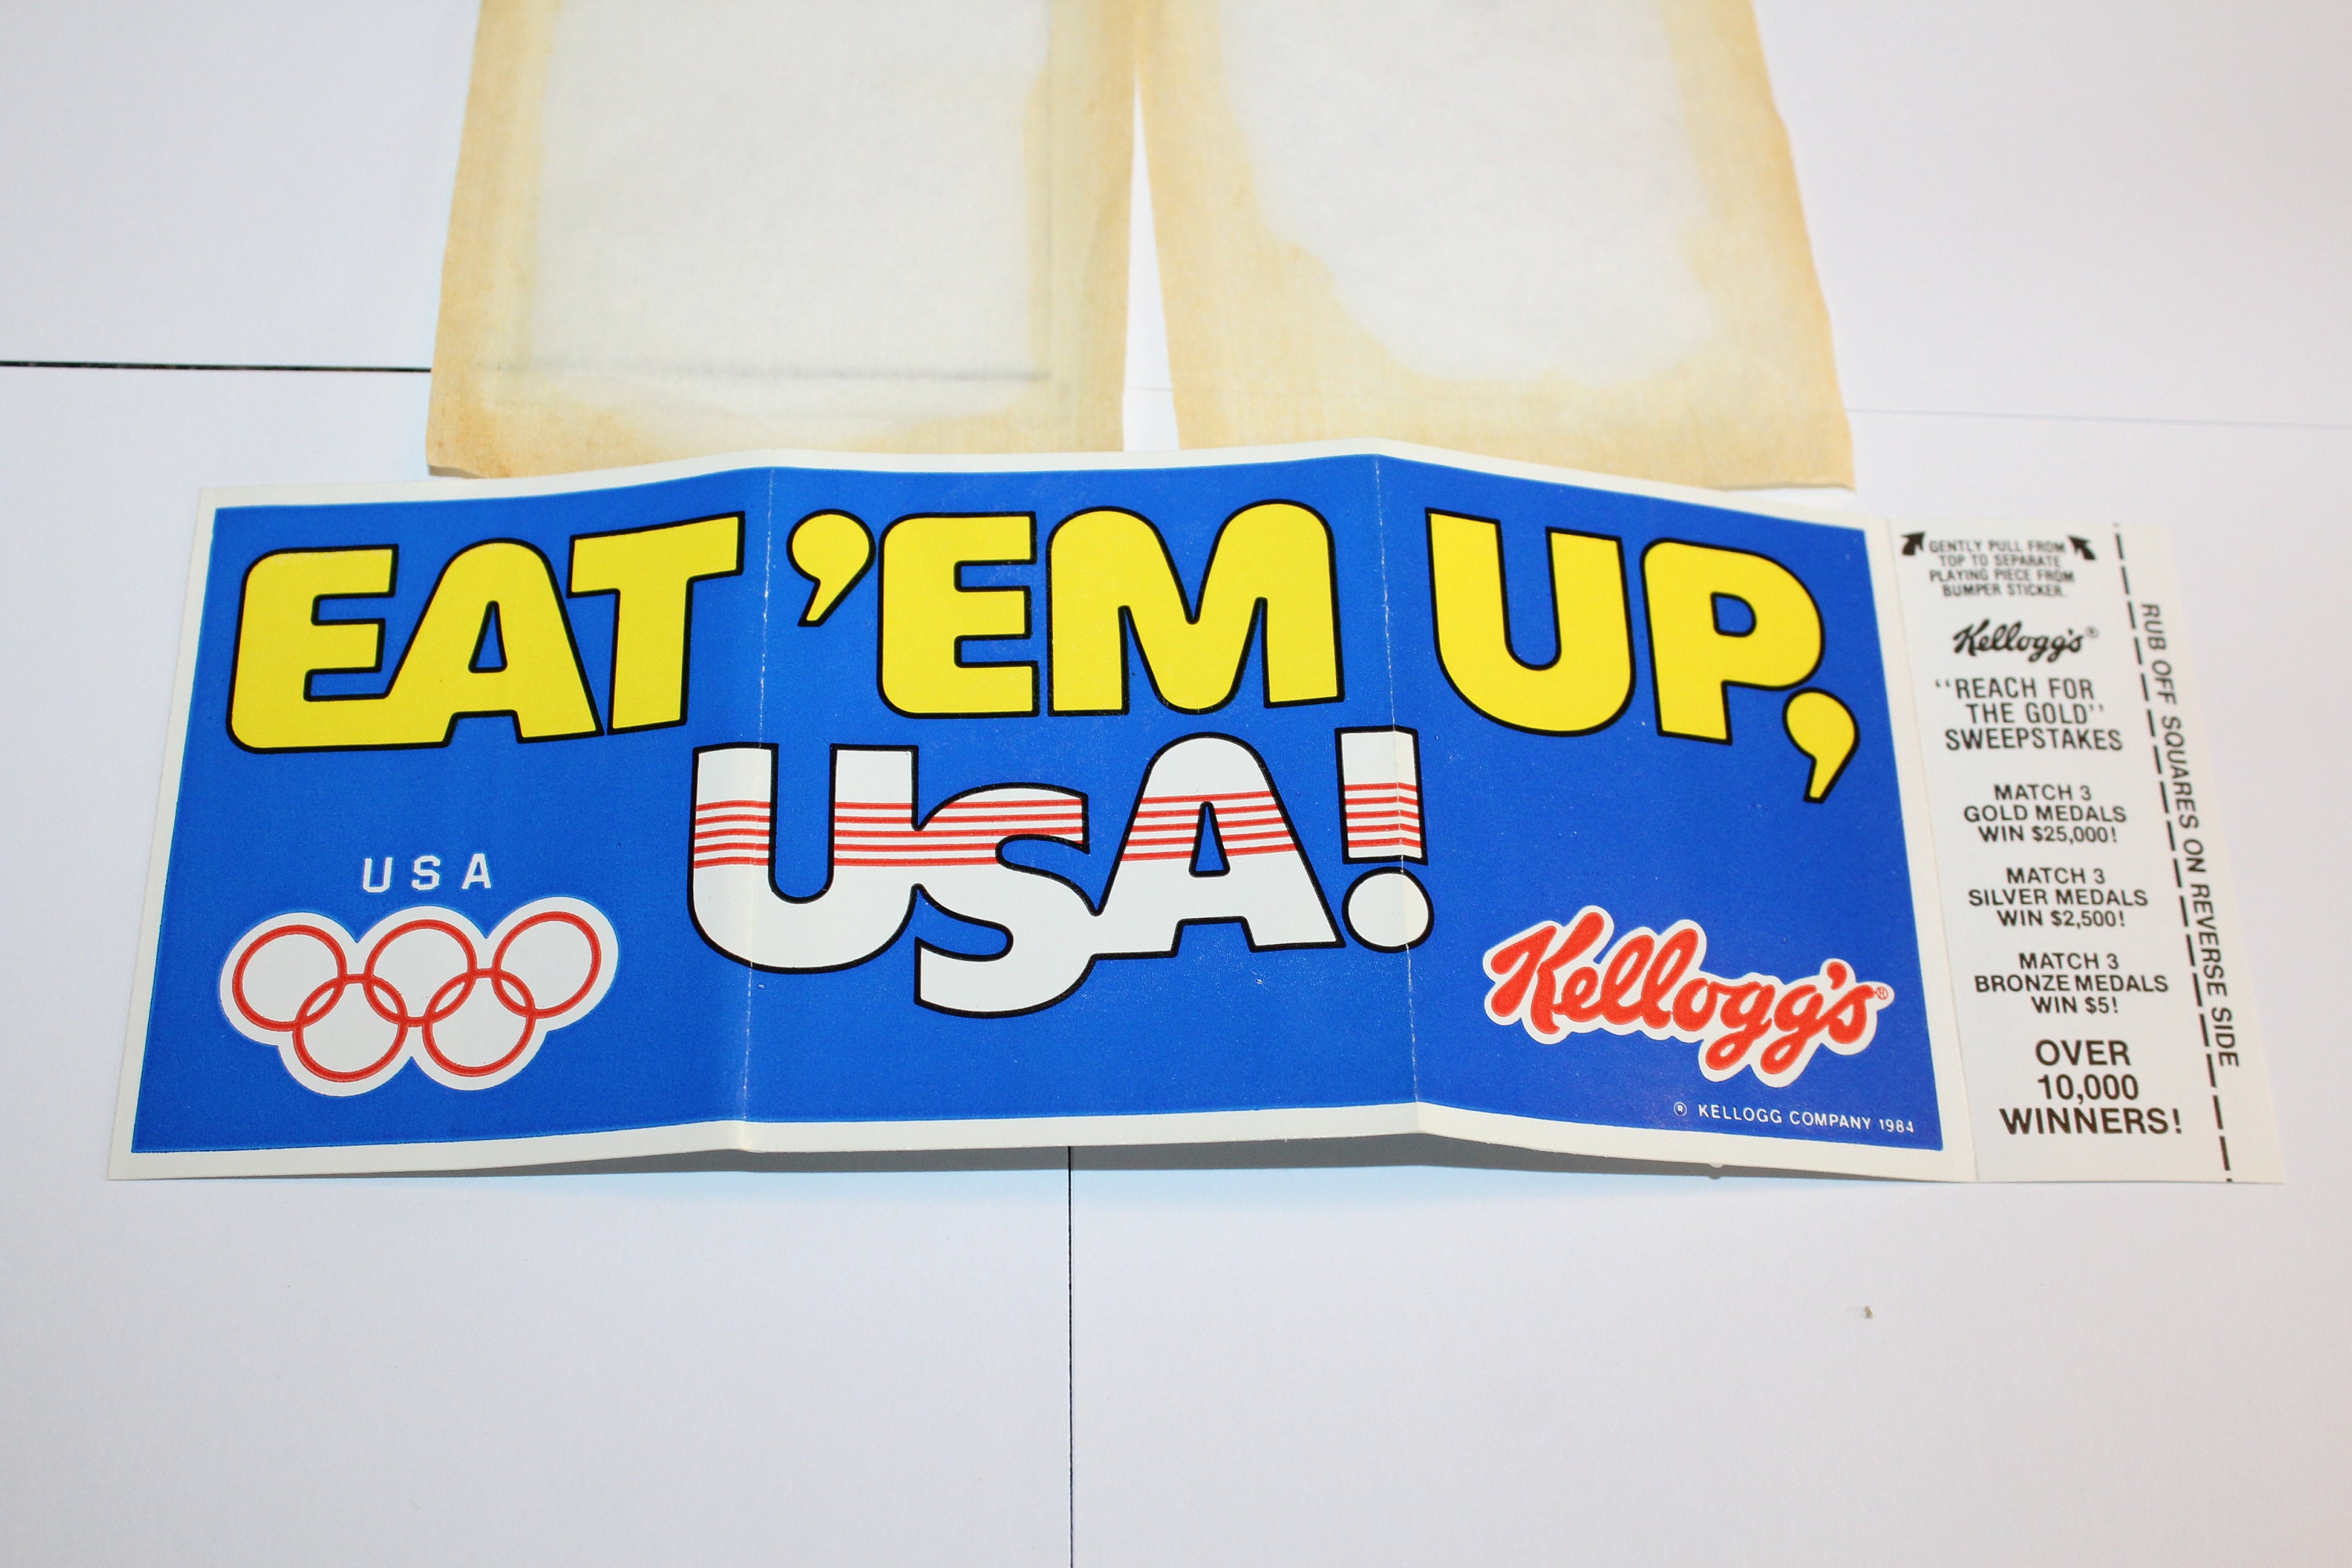 EAT 'EM UP,
USA!
USA
Kellogg's®
® KELLOGG COMPANY 1984
GENTLY PULL FROM
TOP TO SEPARATE
PLAYING PIECE FROM
BUMPER STICKER.
Kellogg's®
"REACH FOR
THE GOLD"
SWEEPSTAKES
MATCH 3
GOLD MEDALS
WIN $25,000!
MATCH 3
SILVER MEDALS
WIN $2,500!
MATCH 3
BRONZE MEDALS
WIN $5!
OVER
10,000
WINNERS!
RUB OFF SQUARES ON REVERSE SIDE